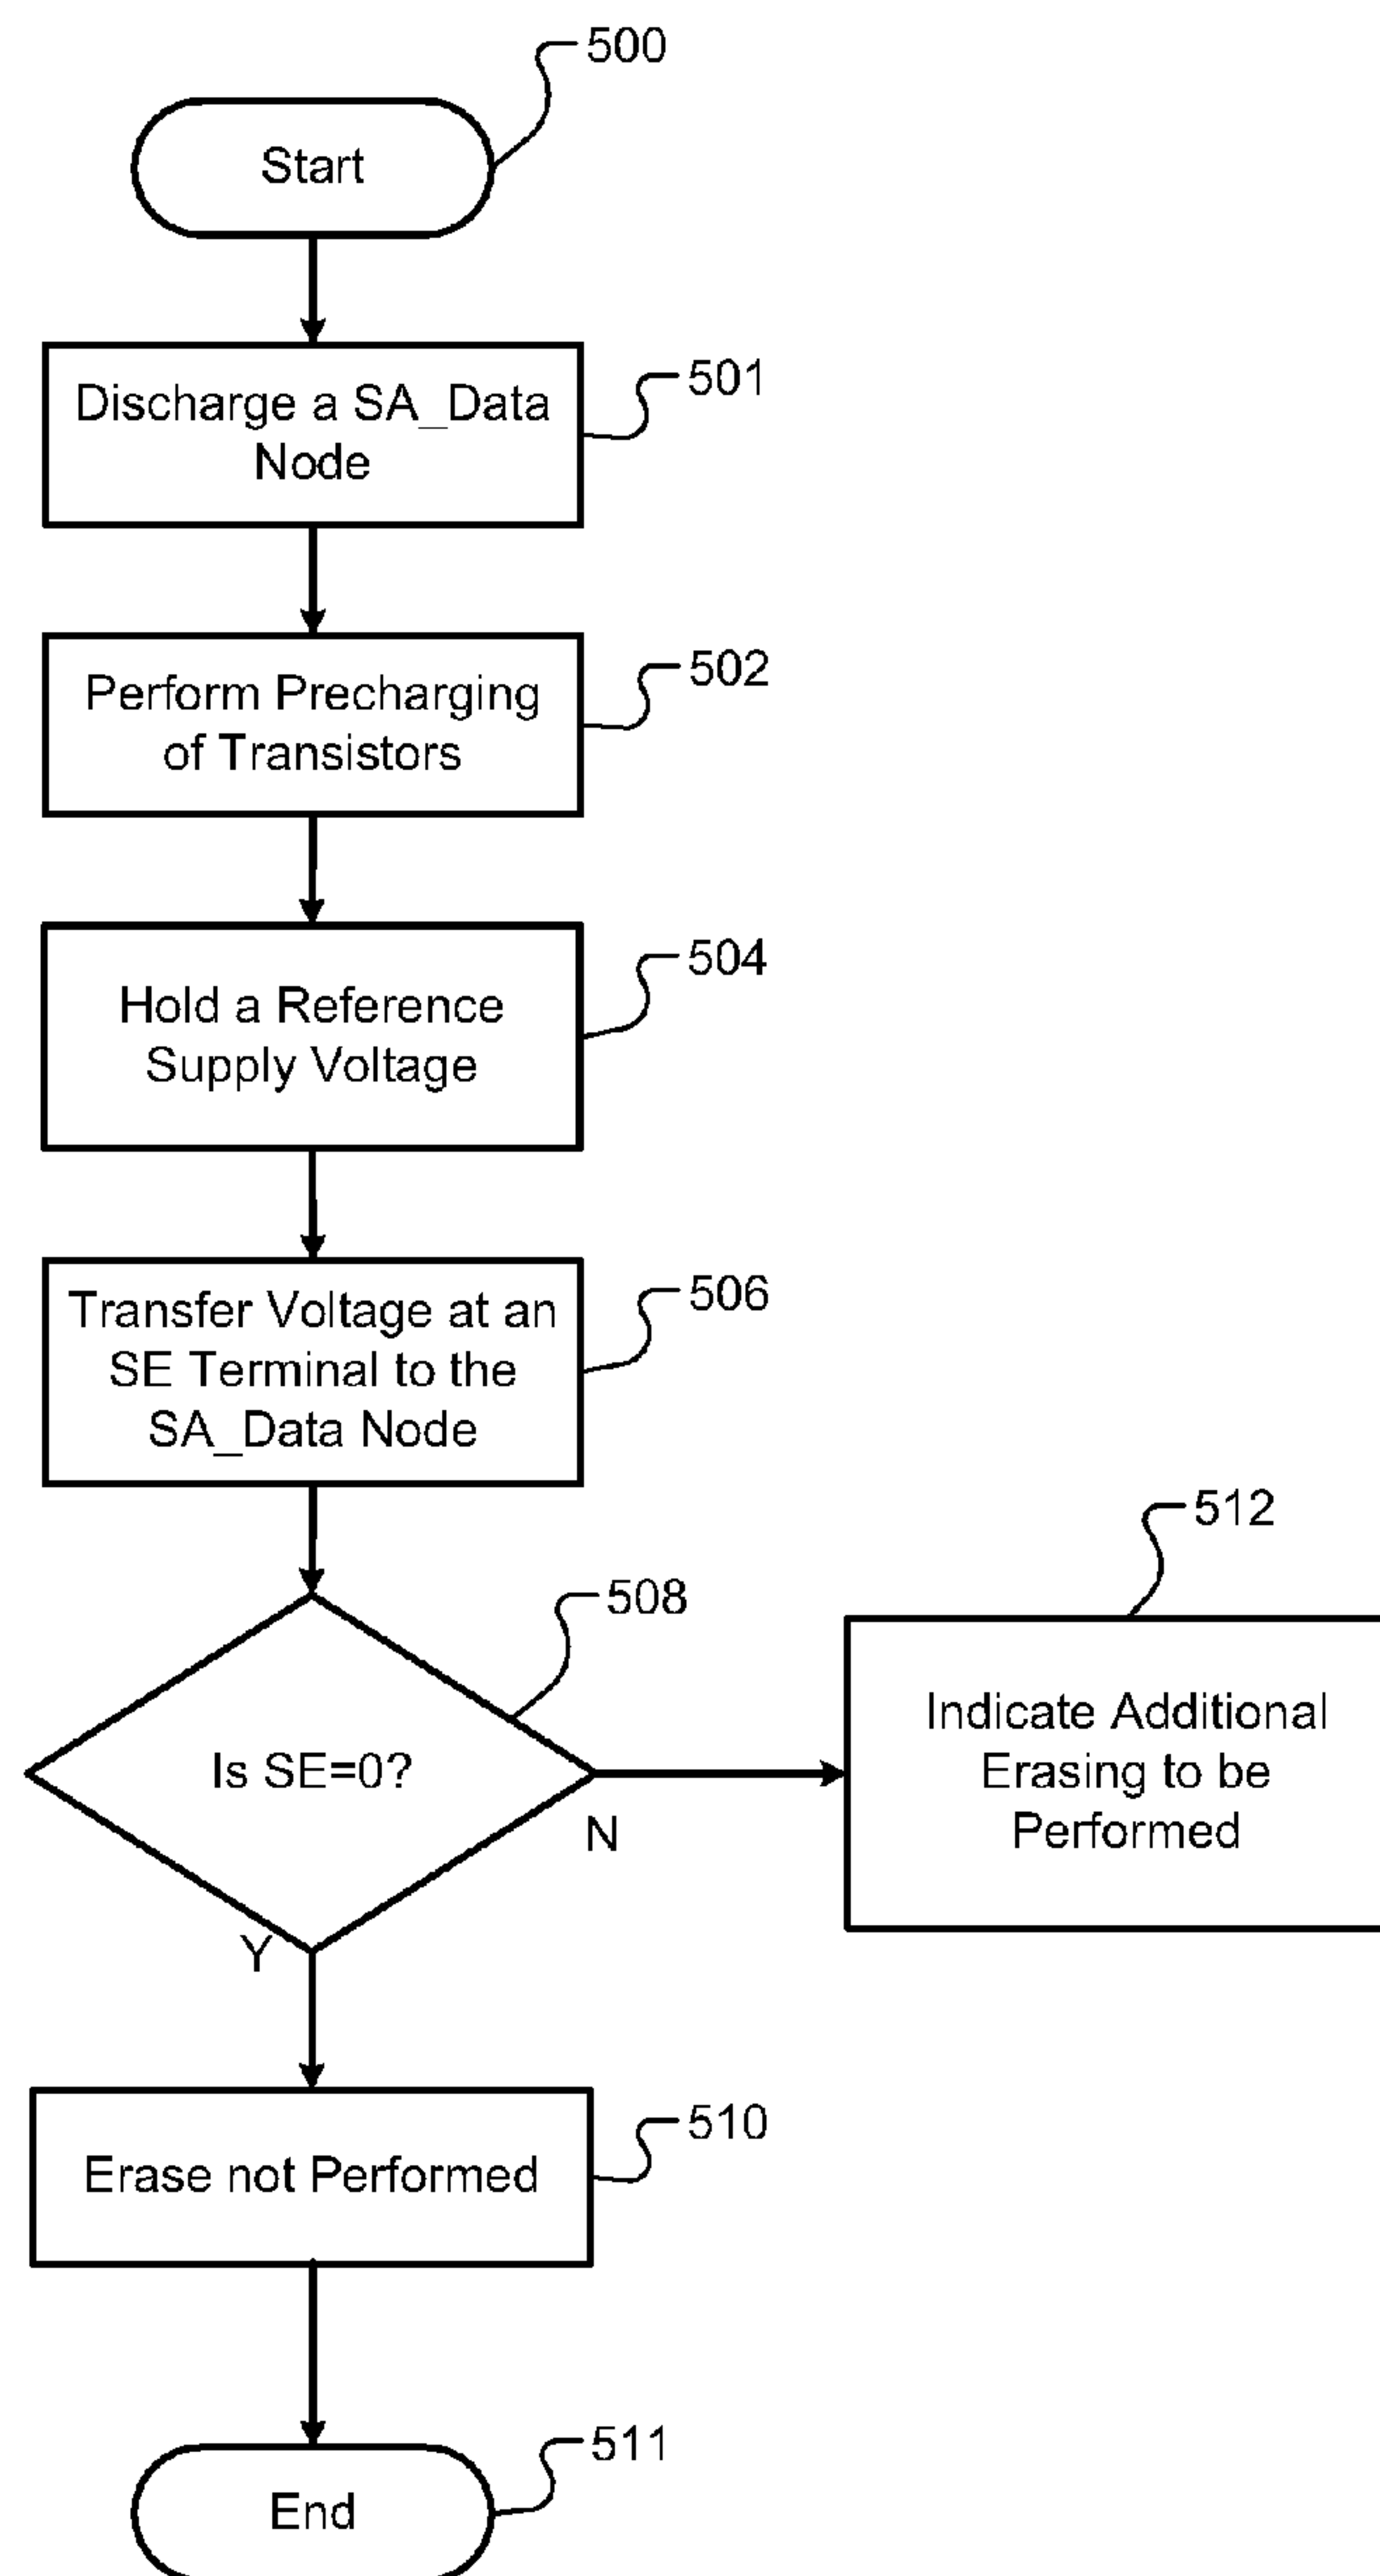 500
Start
501
Discharge a SA_Data
Node
502
Perform Precharging
of Transistors
504
Hold a Reference
Supply Voltage
506
Transfer Voltage at an
SE Terminal to the
SA_Data Node
508
Is SE=0?
N
Y
512
Indicate Additional
Erasing to be
Performed
510
Erase not Performed
511
End